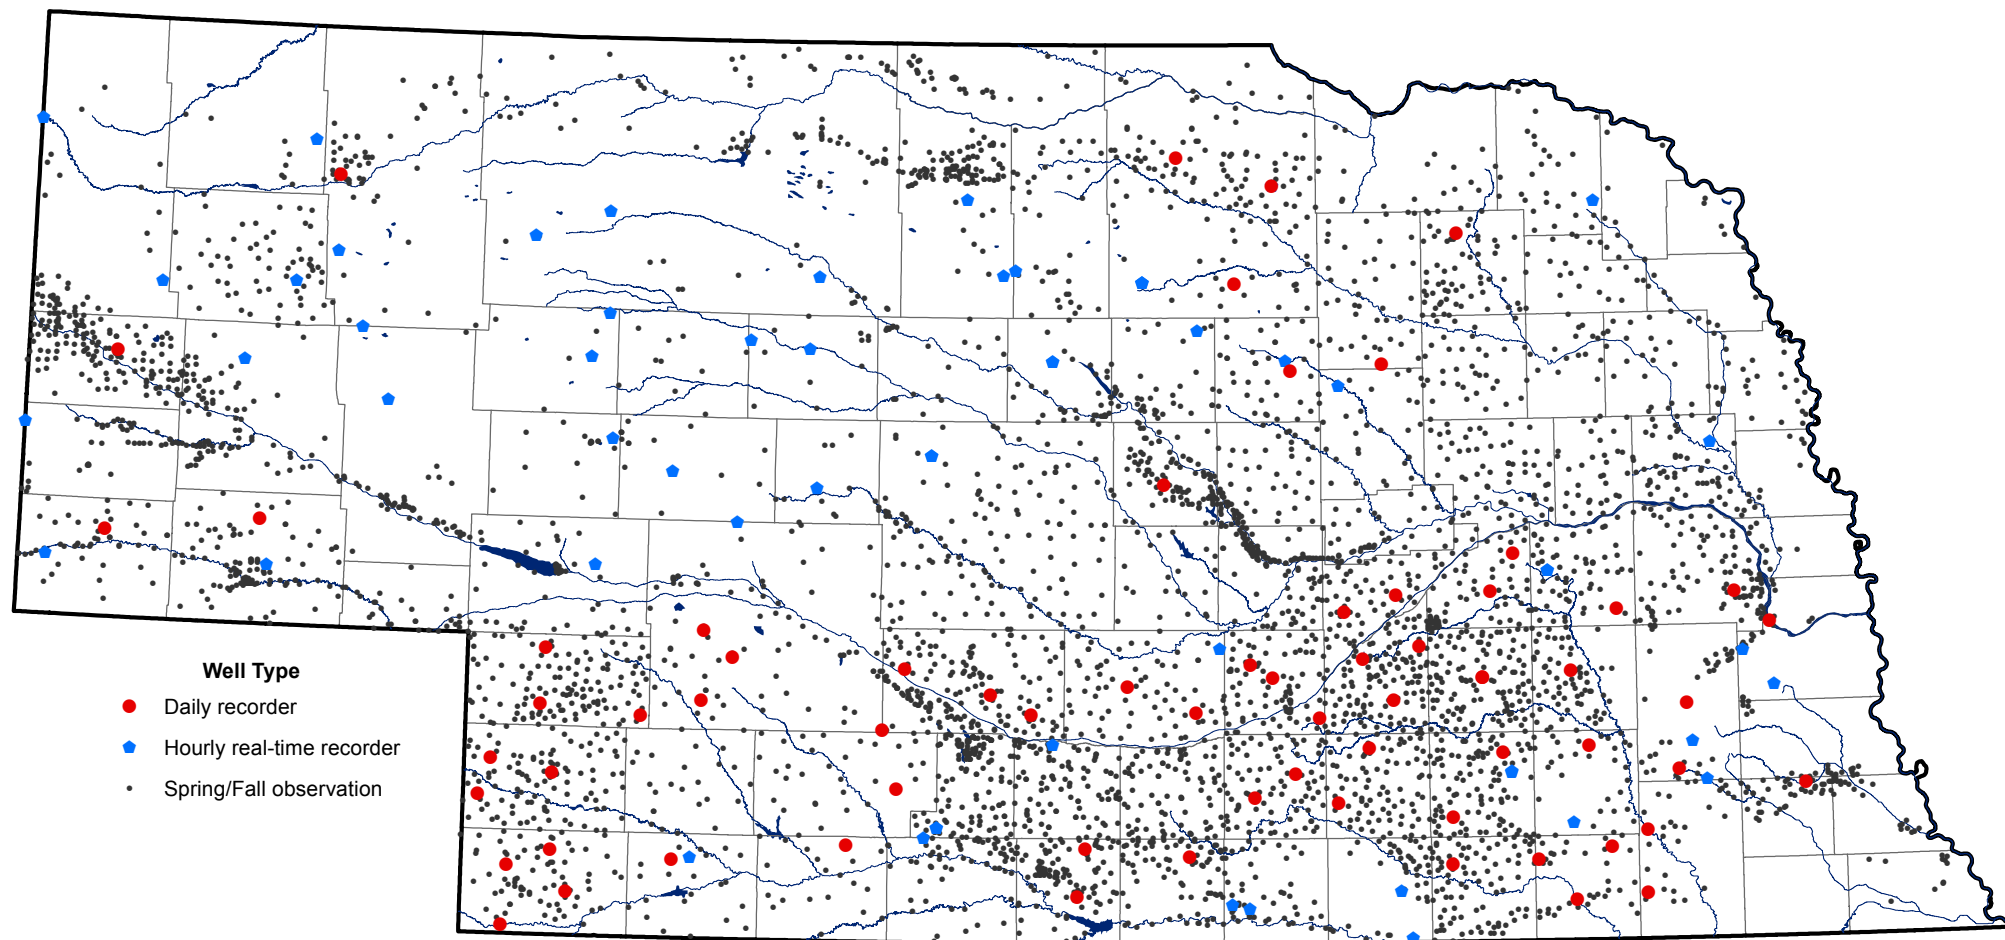 Well Type
Daily recorder
Hourly real-time recorder
Spring/Fall observation